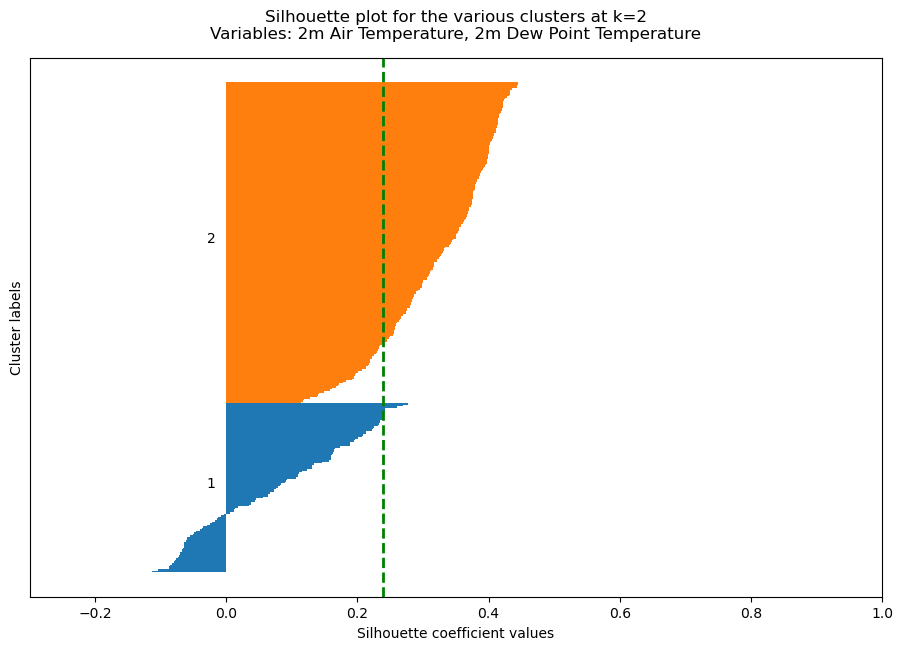 Silhouette plot for the various clusters at k=2
Variables: 2m Air Temperature, 2m Dew Point Temperature
Cluster labels
2
1
−0.2 0.0 0.2 0.4 0.6 0.8 1.0
Silhouette coefficient values